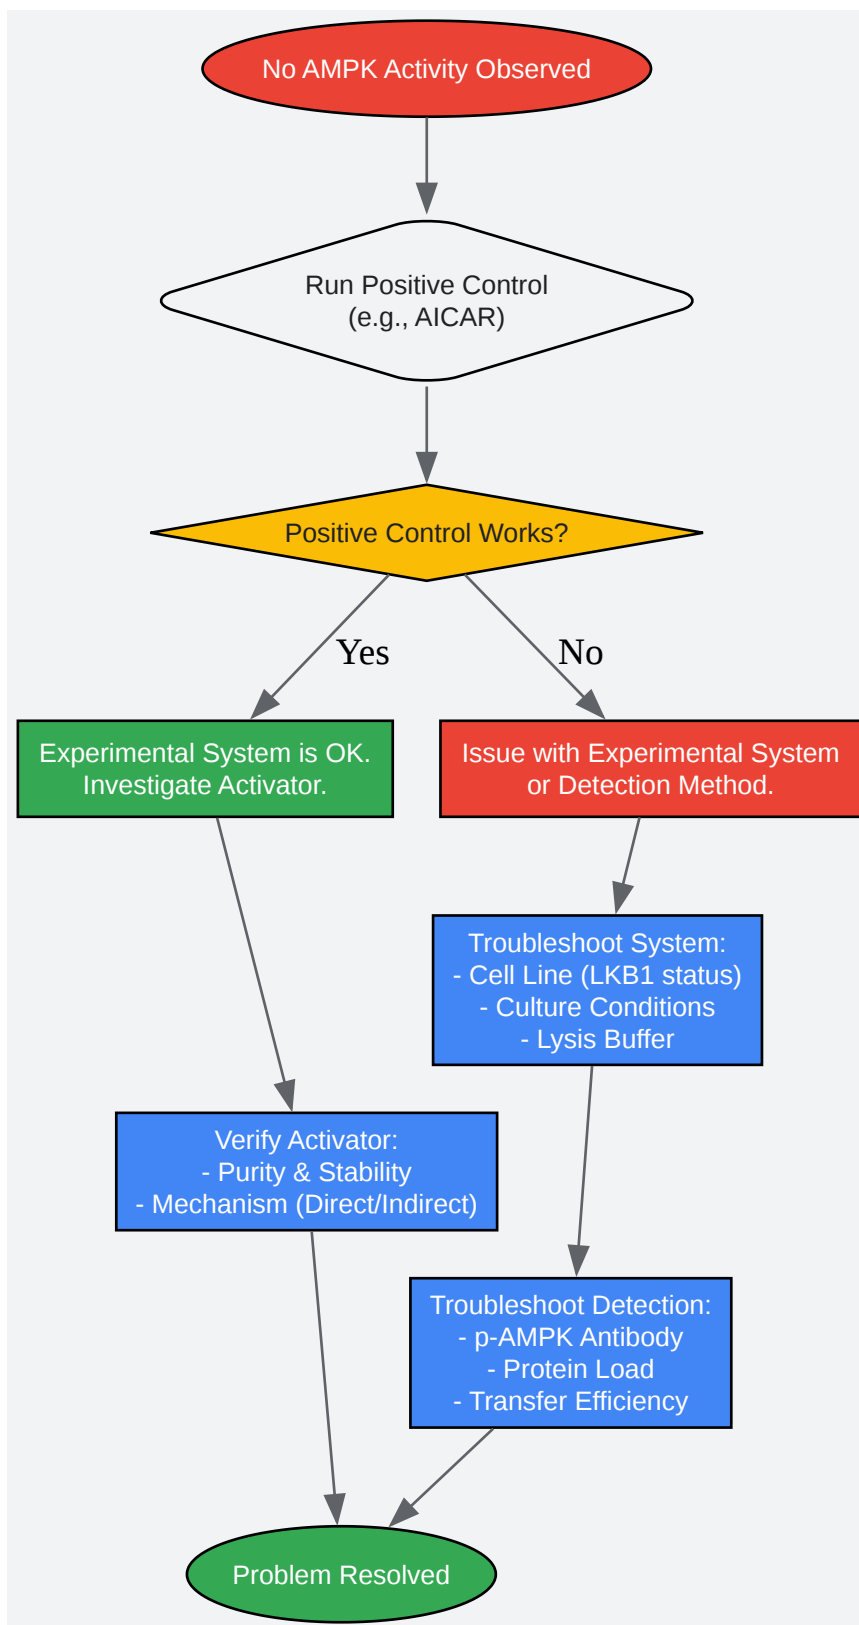 No AMPK Activity Observed
Run Positive Control
(e.g., AICAR)
Positive Control Works?
Yes
No
Experimental System is OK.
Investigate Activator.
Issue with Experimental System
or Detection Method.
Troubleshoot System:
- Cell Line (LKB1 status)
- Culture Conditions
- Lysis Buffer
Verify Activator:
- Purity & Stability
- Mechanism (Direct/Indirect)
Troubleshoot Detection:
- p-AMPK Antibody
- Protein Load
- Transfer Efficiency
Problem Resolved